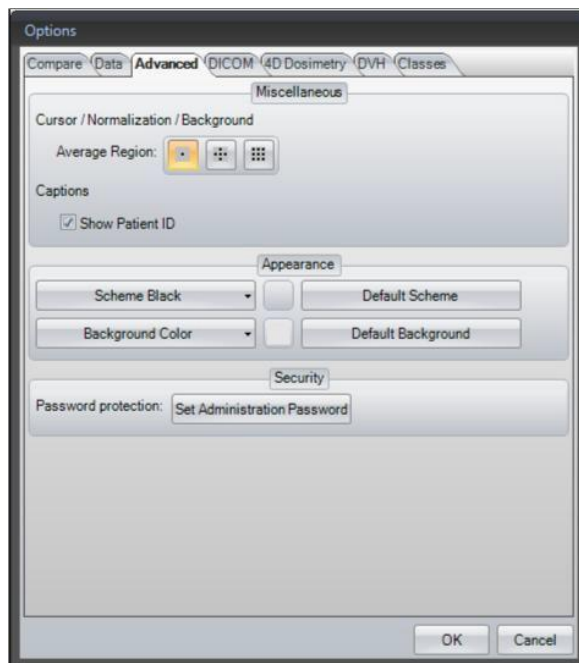 Options
Compare Data Advanced DICOM 4D Dosimetry DVH Classes
Miscellaneous
Cursor / Normalization / Background
Average Region:
Captions
Show Patient ID
Appearance
Scheme Black Default Scheme
Background Color Default Background
Security
Password protection: Set Administration Password
OK Cancel